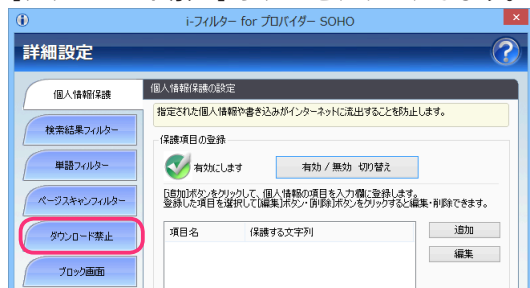 i-フィルター for プロバイダー SOHO
詳細設定
個人情報保護
検索結果フィルター
単語フィルター
ページスキャンフィルター
ダウンロード禁止
ブロック画面
個人情報保護の設定
指定された個人情報や書き込みがインターネットに流出することを防止します。
保護項目の登録
有効にします
有効 / 無効 切り替え
[追加]ボタンをクリックして、個人情報の項目を入力欄に登録します。
登録した項目を選択して[編集]ボタン・[削除]ボタンをクリックすると編集・削除できます。
項目名 保護する文字列
追加
編集